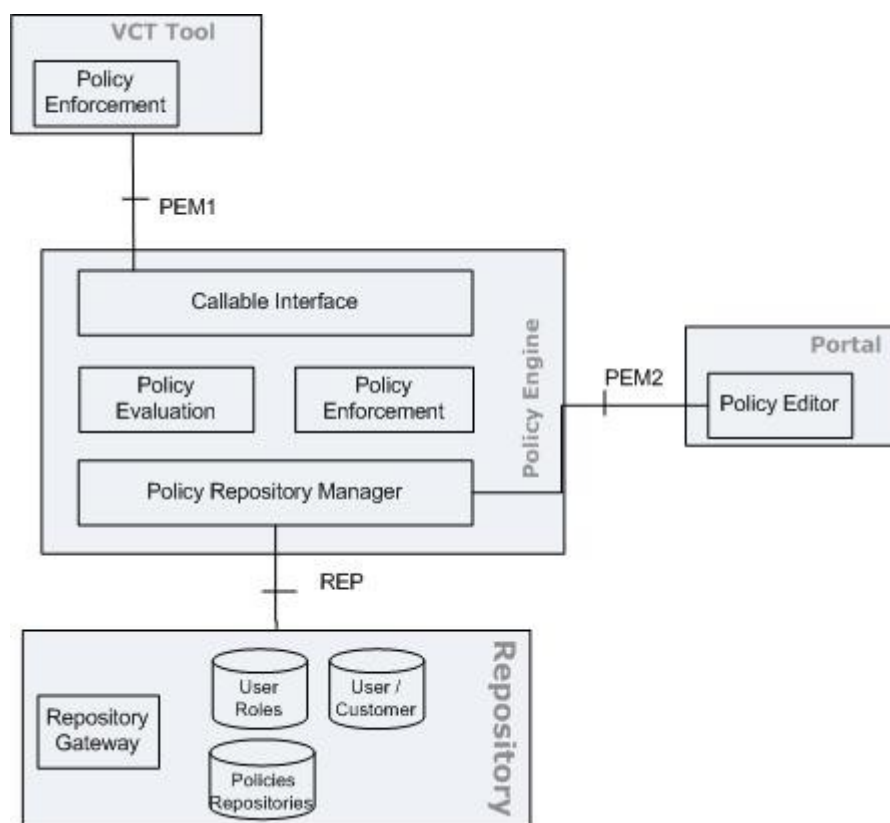 VCT Tool
Policy
Enforcement
PEM1
Callable Interface
Policy
Evaluation
Policy
Enforcement
Policy Repository Manager
Policy Engine
PEM2
Portal
Policy Editor
REP
Repository
Gateway
User
Roles
User /
Customer
Policies
Repositories
Repository